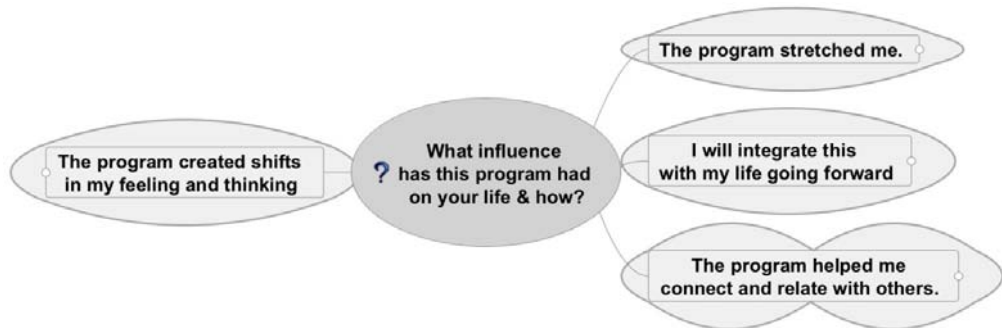 The program stretched me.
What influence
has this program had
on your life & how?
?
The program created shifts
in my feeling and thinking
I will integrate this
with my life going forward
The program helped me
connect and relate with others.